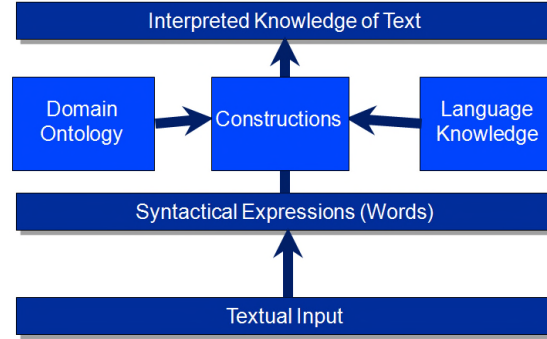 Interpreted Knowledge of Text
Domain
Ontology
Constructions
Language
Knowledge
Syntactical Expressions (Words)
Textual Input